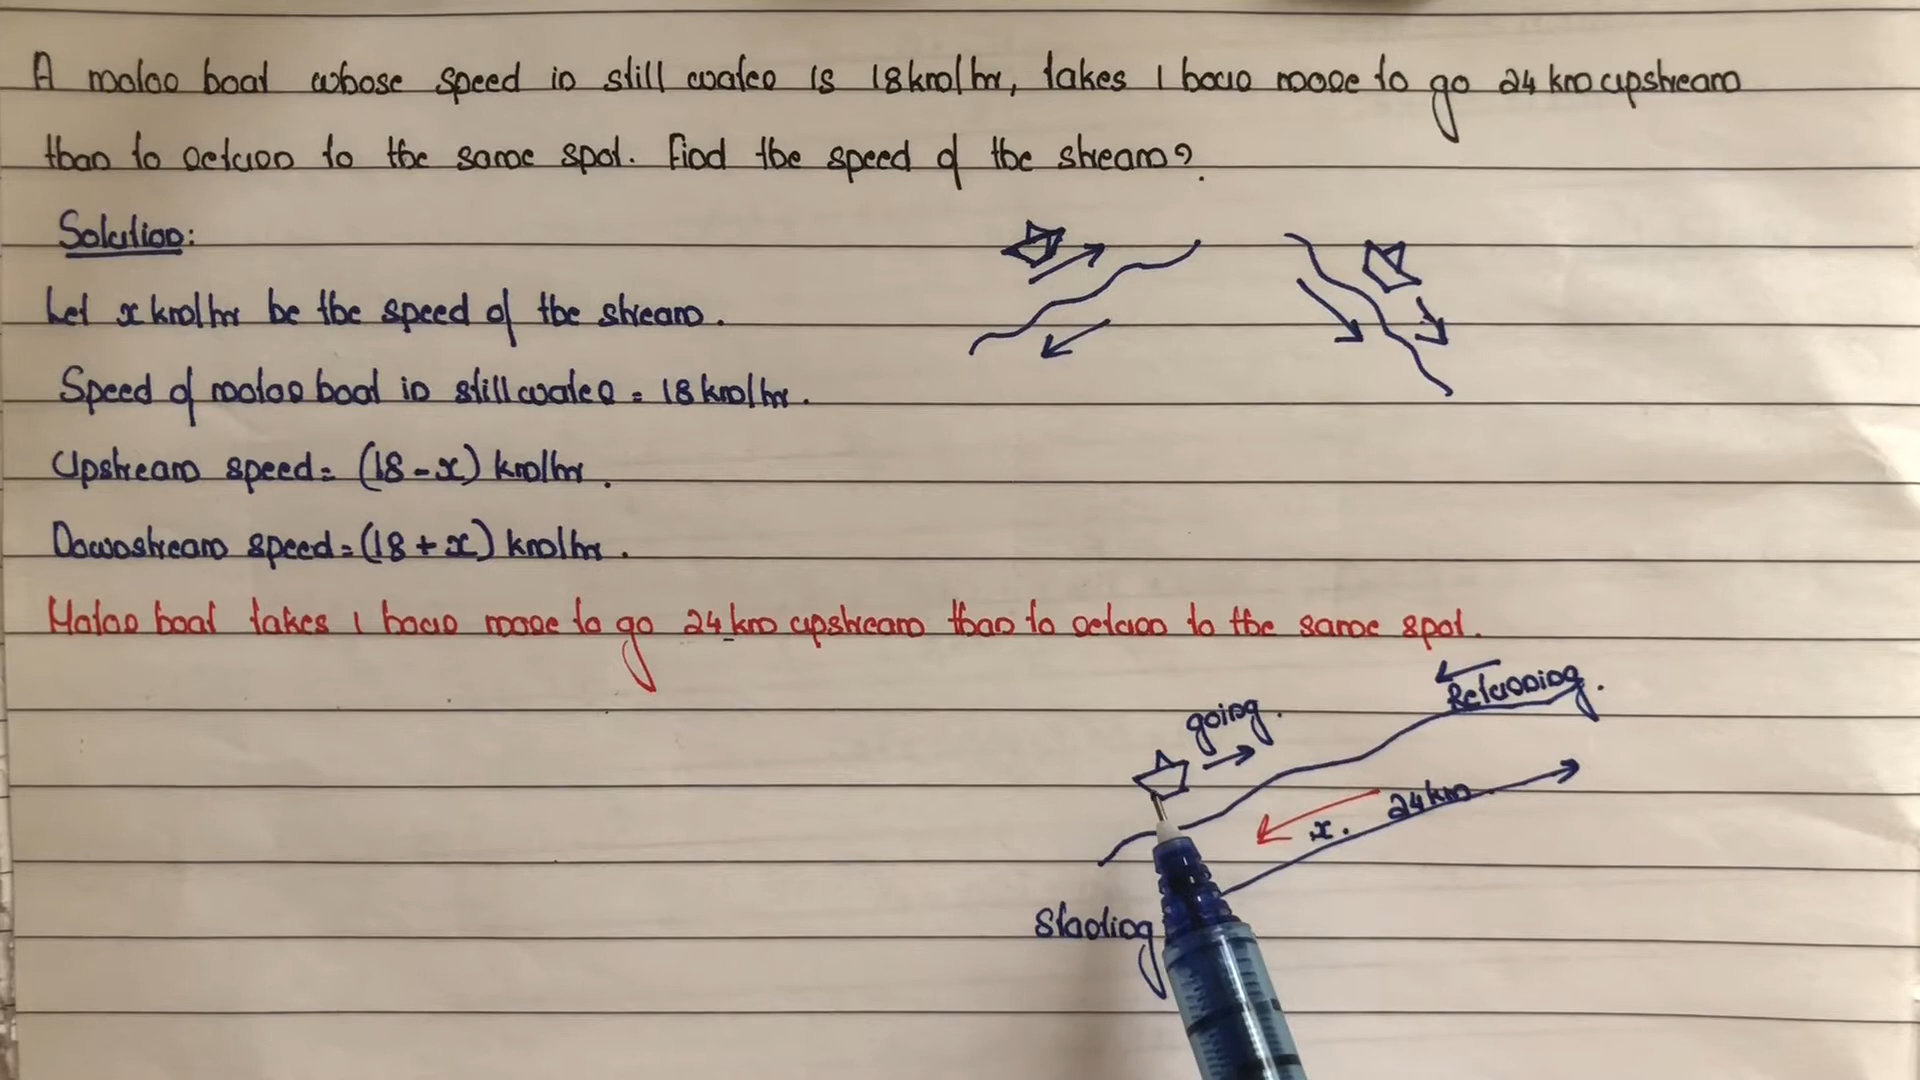 A motor boat whose speed in still water is 18 km/hr, takes 1 hour more to go 24 km upstream
than to return to the same spot. Find the speed of the stream?
Solution:
Let x km/hr be the speed of the stream.
Speed of motor boat in still water = 18 km/hr.
Upstream speed = (18 - x) km/hr.
Downstream speed = (18 + x) km/hr.
Motor boat takes 1 hour more to go 24 km upstream than to return to the same spot.
Returning.
going.
24km
x.
Starting